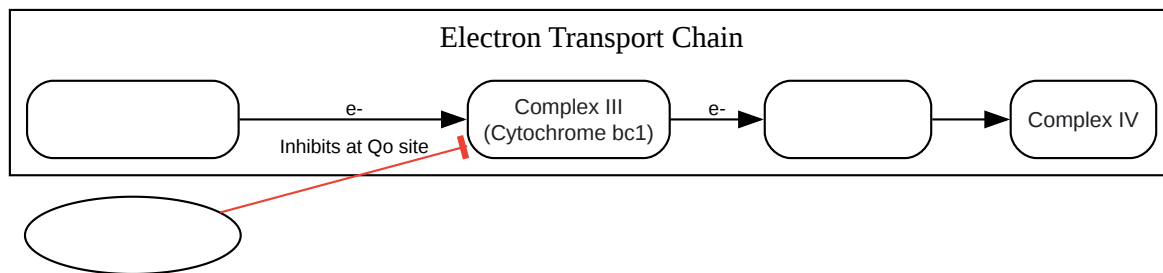 Electron Transport Chain
e-
Complex III
(Cytochrome bc1)
e-
Complex IV
Inhibits at Qo site